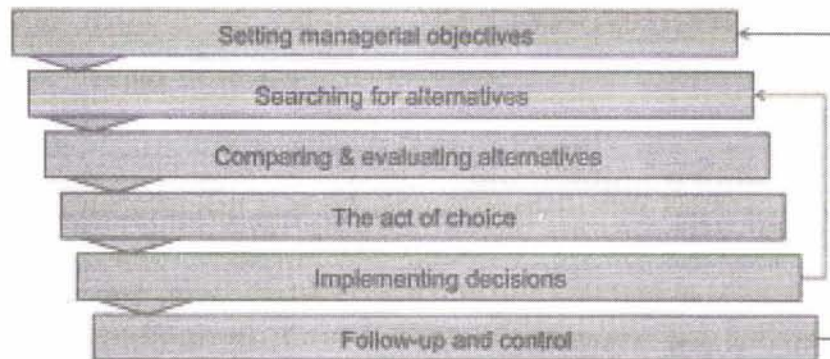 Setting managerial objectives
Searching for alternatives
Comparing & evaluating alternatives
The act of choice
Implementing decisions
Follow-up and control